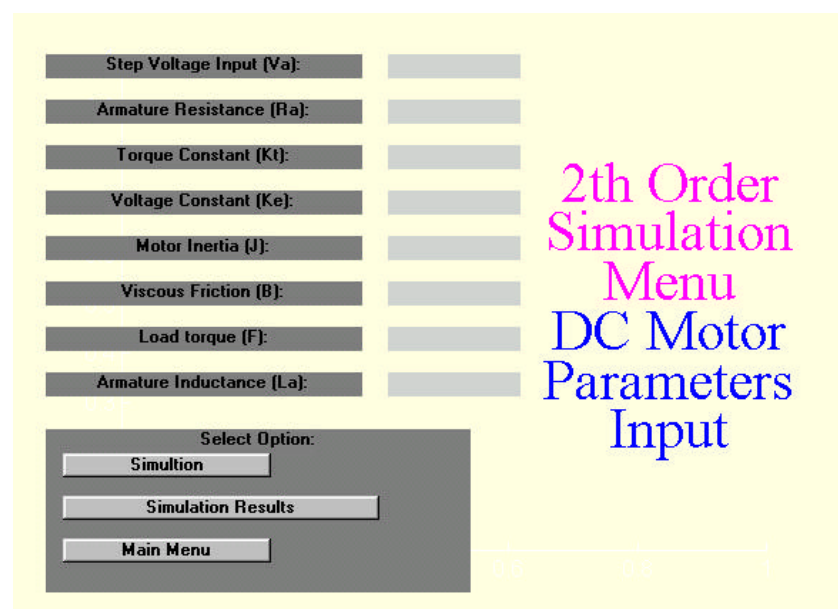 Step Voltage Input (Va):
Armature Resistance (Ra):
Torque Constant (Kt):
Voltage Constant (Ke):
Motor Inertia (J):
Viscous Friction (B):
Load torque (F):
Armature Inductance (La):
2th Order
Simulation
Menu
DC Motor
Parameters
Input
Select Option:
Simultion
Simulation Results
Main Menu